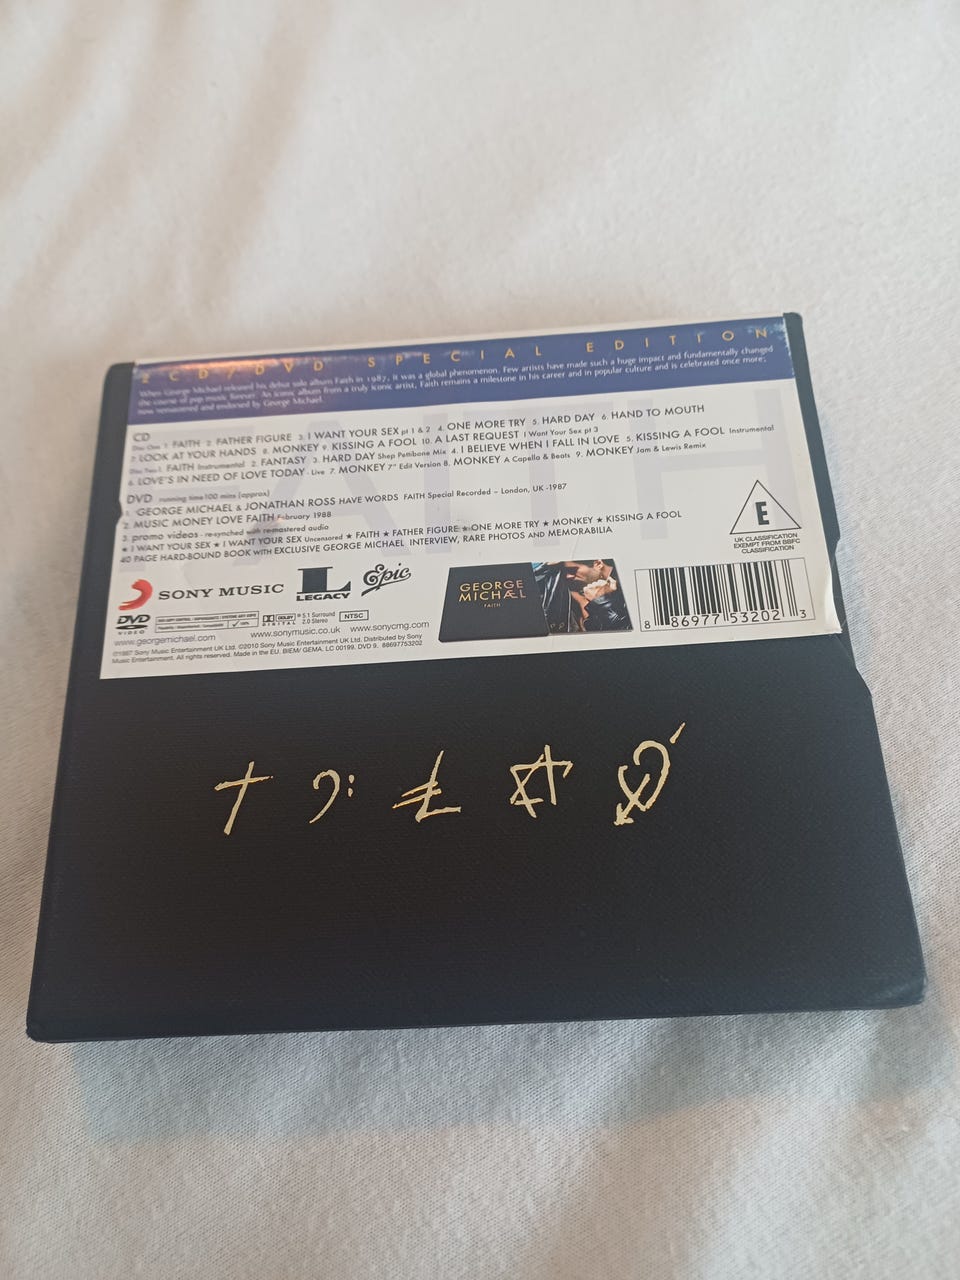 2 CD/DVD SPECIAL EDITION
When George Michael released his debut solo album Faith in 1987, it was a global phenomenon. Few artists have made such a huge impact and fundamentally changed
the course of pop music forever. An iconic album from a truly iconic artist, Faith remains a milestone in his career and in popular culture and is celebrated once more;
now remastered and endorsed by George Michael.
FAITH
CD
Disc One 1. FAITH 2. FATHER FIGURE 3. I WANT YOUR SEX pt 1 & 2 4. ONE MORE TRY 5. HARD DAY 6. HAND TO MOUTH
7. LOOK AT YOUR HANDS 8. MONKEY 9. KISSING A FOOL 10. A LAST REQUEST I Want Your Sex pt 3
Disc Two 1. FAITH Instrumental 2. FANTASY 3. HARD DAY Shep Pettibone Mix 4. I BELIEVE WHEN I FALL IN LOVE 5. KISSING A FOOL Instrumental
6. LOVE'S IN NEED OF LOVE TODAY - Live 7. MONKEY 7" Edit Version 8. MONKEY A Capella & Beats 9. MONKEY Jam & Lewis Remix
DVD running time100 mins (approx)
1. GEORGE MICHAEL & JONATHAN ROSS HAVE WORDS FAITH Special Recorded – London, UK -1987
2. MUSIC MONEY LOVE FAITH February 1988
3. promo videos - re-synched with re-mastered audio
★ I WANT YOUR SEX ★ I WANT YOUR SEX Uncensored ★ FAITH ★ FATHER FIGURE ★ ONE MORE TRY ★ MONKEY ★ KISSING A FOOL
40 PAGE HARD-BOUND BOOK WITH EXCLUSIVE GEORGE MICHAEL INTERVIEW, RARE PHOTOS AND MEMORABILIA
E
UK CLASSIFICATION
EXEMPT FROM BBFC
CLASSIFICATION
SONY MUSIC
L
LEGACY
Epic
GEORGE
MICHAEL
FAITH
8 86977 53202 3
DVD
VIDEO
DOLBY
DIGITAL
5.1 Surround
2.0 Stereo
NTSC
www.georgemichael.com www.sonymusic.co.uk www.sonycmg.com
©1987 Sony Music Entertainment UK Ltd. ©2010 Sony Music Entertainment UK Ltd. Distributed by Sony
Music Entertainment. All rights reserved. Made in the EU. BIEM/ GEMA. LC 00199. DVD 9. 88697753202